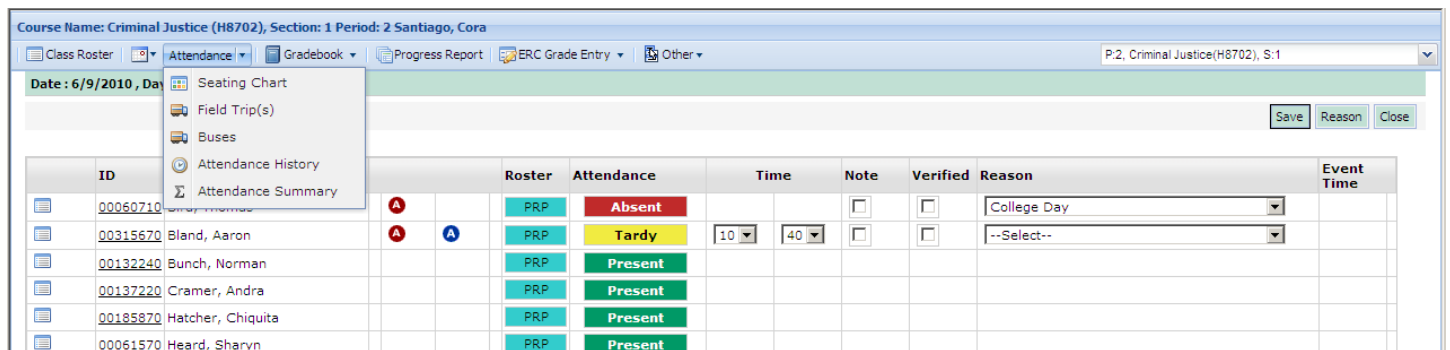 Course Name: Criminal Justice (H8702), Section: 1 Period: 2 Santiago, Cora
Class Roster Attendance Gradebook Progress Report ERC Grade Entry Other P:2, Criminal Justice(H8702), S:1
Date : 6/9/2010 , Day
Seating Chart
Field Trip(s)
Buses
Attendance History
Attendance Summary
Save Reason Close
ID Roster Attendance Time Note Verified Reason Event Time
00060710 Bird, Thomas A PRP Absent College Day
00315670 Bland, Aaron A A PRP Tardy 10 40 --Select--
00132240 Bunch, Norman PRP Present
00137220 Cramer, Andra PRP Present
00185870 Hatcher, Chiquita PRP Present
00061570 Heard, Sharyn PRP Present